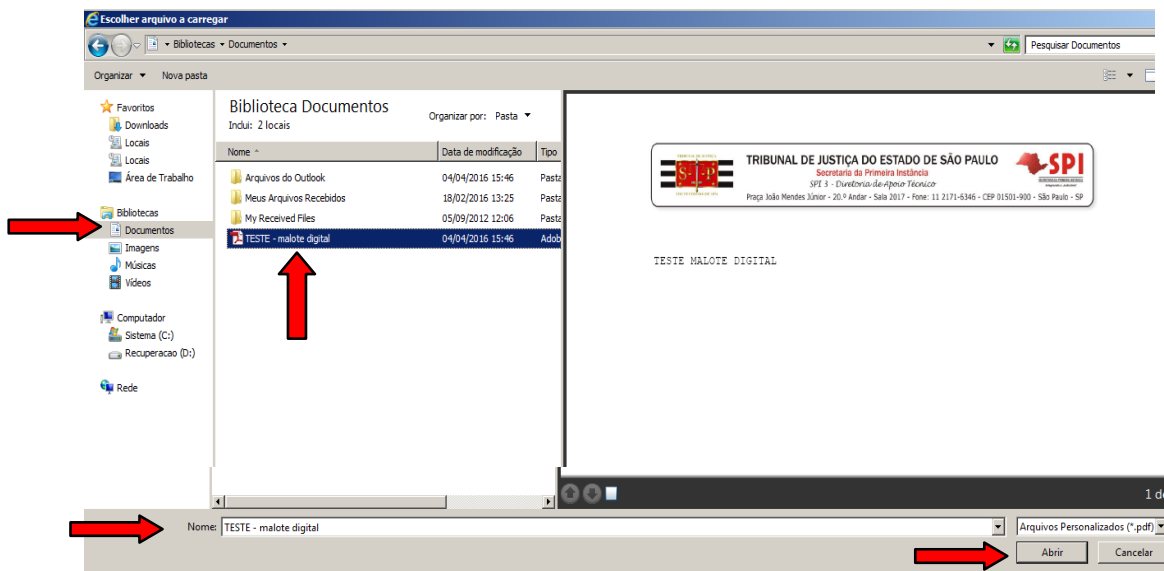 Escolher arquivo a carregar
Bibliotecas Documentos
Pesquisar Documentos
Organizar Nova pasta
Favoritos
Downloads
Locais
Locais
Área de Trabalho
Bibliotecas
Documentos
Imagens
Músicas
Vídeos
Computador
Sistema (C:)
Recuperacao (D:)
Rede
Biblioteca Documentos
Inclui: 2 locais
Organizar por: Pasta
Nome Data de modificação Tipo
Arquivos do Outlook 04/04/2016 15:46 Pasta
Meus Arquivos Recebidos 18/02/2016 13:25 Pasta
My Received Files 05/09/2012 12:06 Pasta
TESTE - malote digital 04/04/2016 15:46 Adob
S P
TRIBUNAL DE JUSTIÇA DO ESTADO DE SÃO PAULO
Secretaria da Primeira Instância
SPI 3 - Diretoria de Apoio Técnico
Praça João Mendes Júnior - 20.º Andar - Sala 2017 - Fone: 11 2171-6346 - CEP 01501-900 - São Paulo - SP
SPI
TESTE MALOTE DIGITAL
1 de
Nome: TESTE - malote digital
Arquivos Personalizados (*.pdf)
Abrir Cancelar